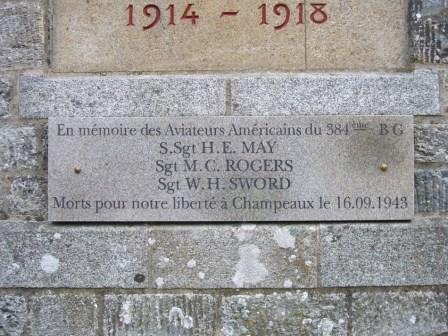 1914 - 1918
En mémoire des Aviateurs Américains du 384ème B G
S.Sgt H.E. MAY
Sgt M.C. ROGERS
Sgt W.H. SWORD
Morts pour notre liberté à Champeaux le 16.09.1943